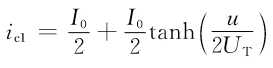 i_{c1} = \frac{I_0}{2} + \frac{I_0}{2} \tanh\left(\frac{u}{2U_T}\right)